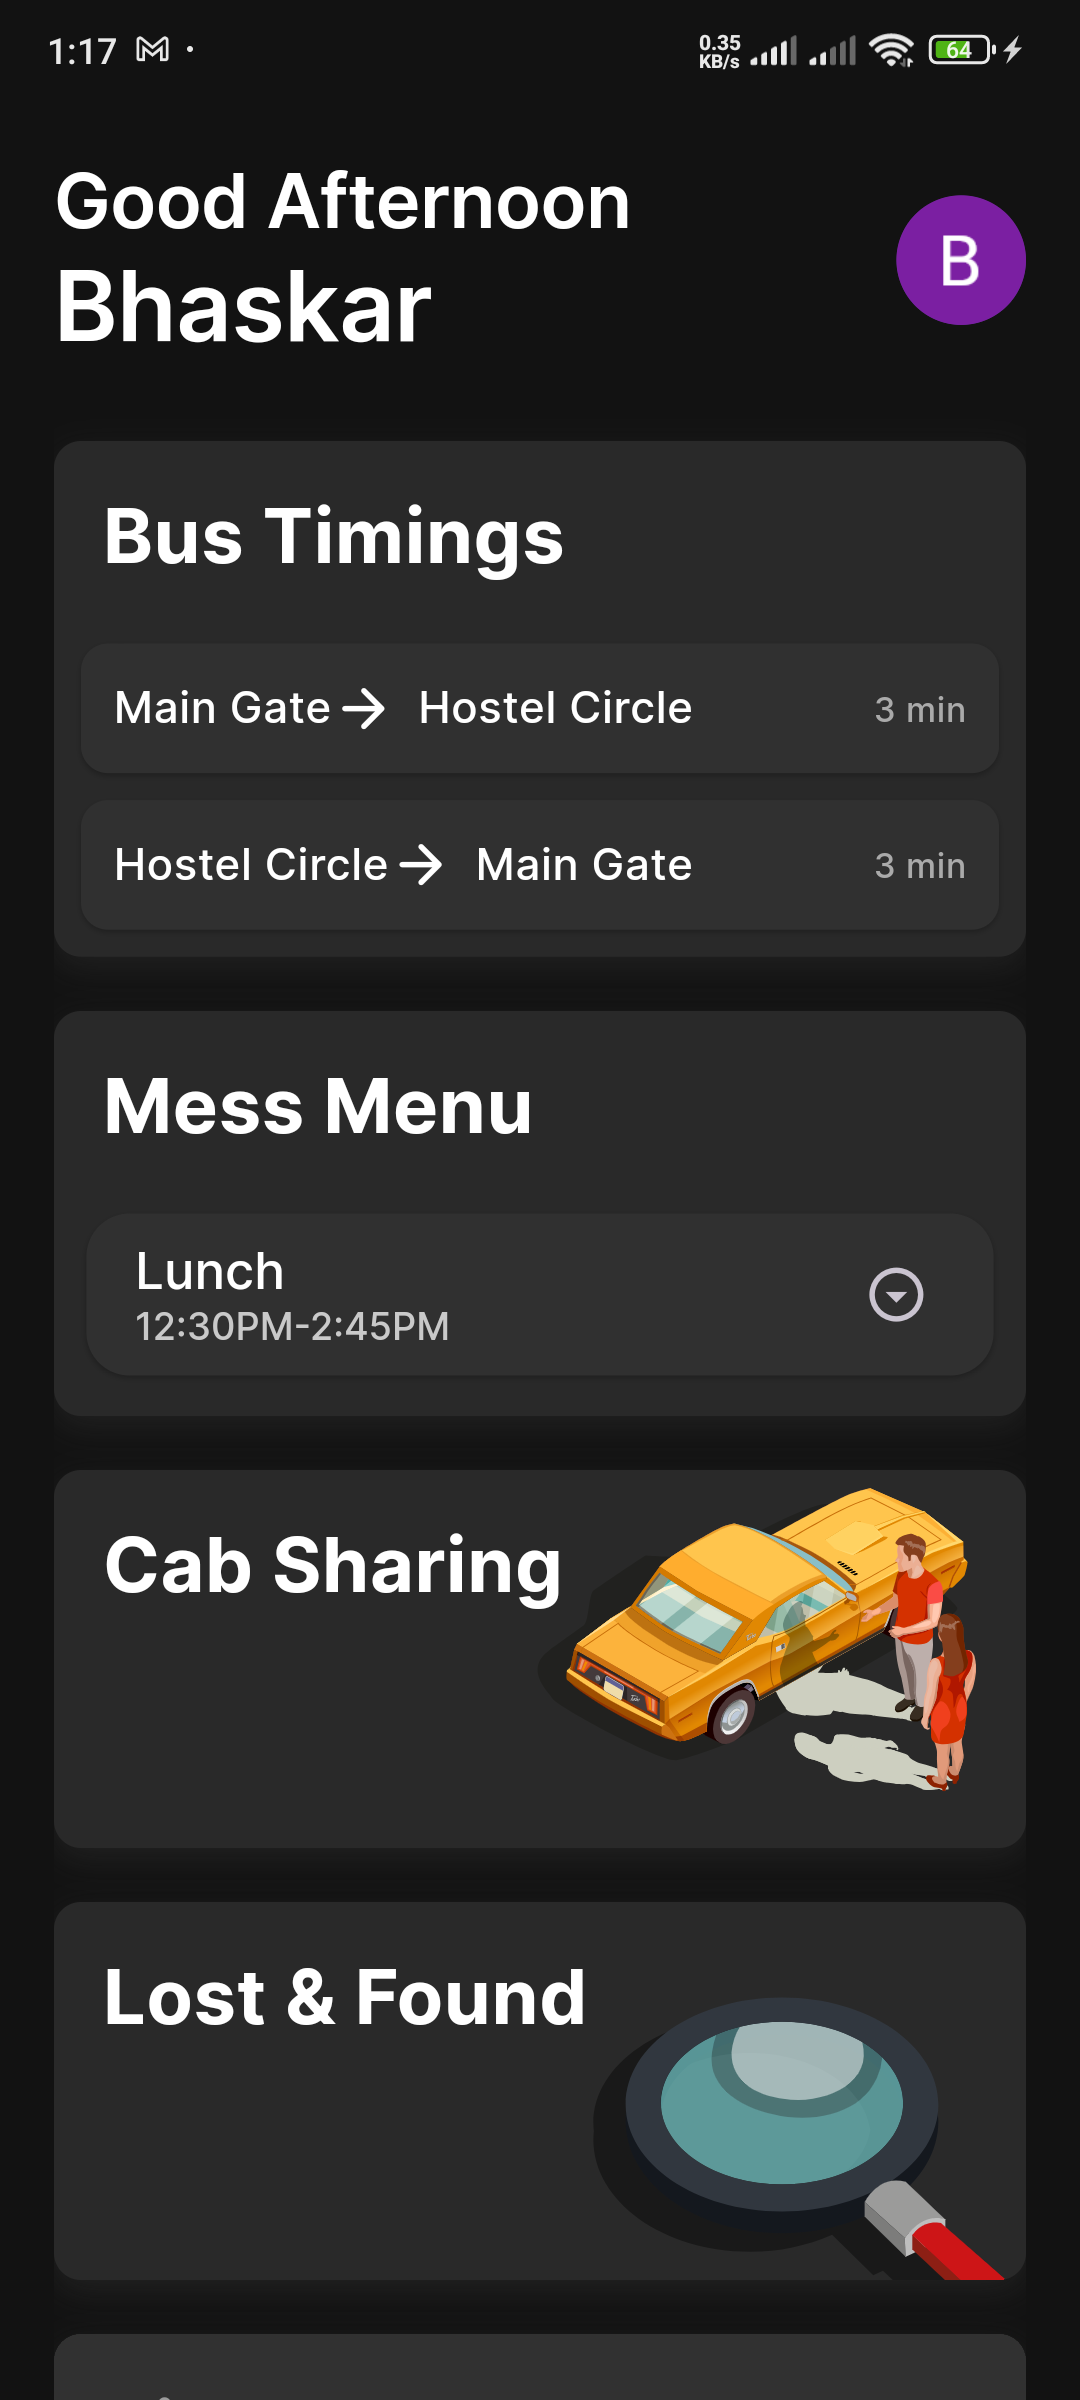 1:17
0.35
KB/s
64
Good Afternoon
Bhaskar
B
Bus Timings
Main Gate → Hostel Circle 3 min
Hostel Circle → Main Gate 3 min
Mess Menu
Lunch
12:30PM-2:45PM
Cab Sharing
Lost & Found